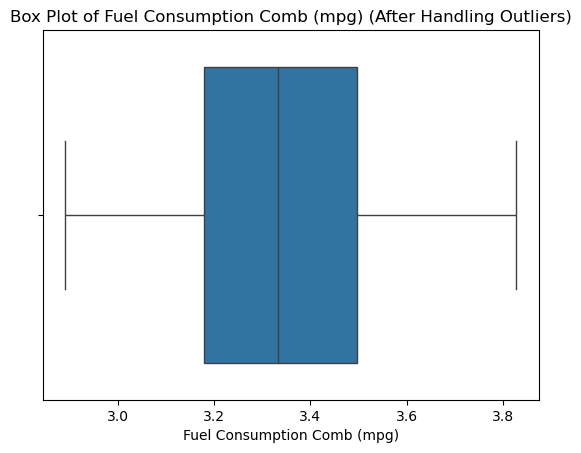 Box Plot of Fuel Consumption Comb (mpg) (After Handling Outliers)
3.0 3.2 3.4 3.6 3.8
Fuel Consumption Comb (mpg)